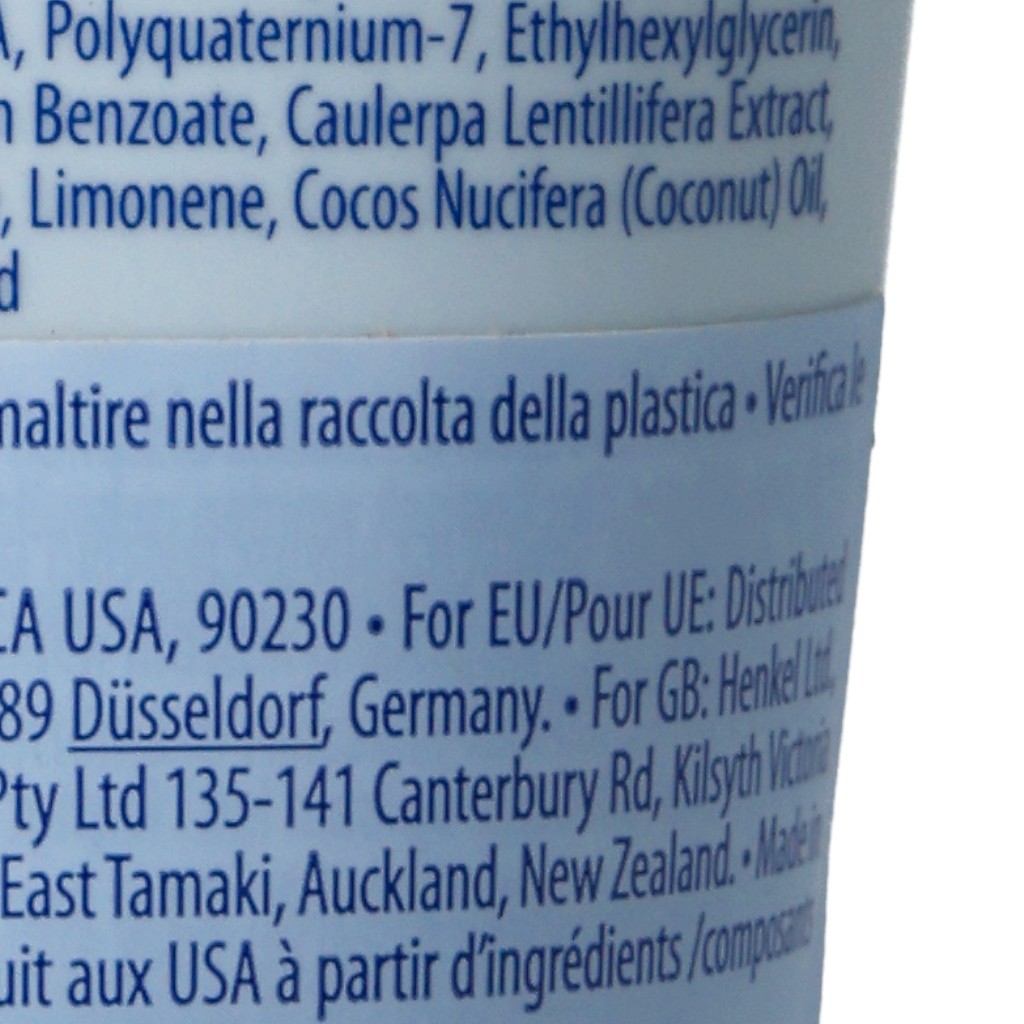 A, Polyquaternium-7, Ethylhexylglycerin,
n Benzoate, Caulerpa Lentillifera Extract,
, Limonene, Cocos Nucifera (Coconut) Oil,
d
maltire nella raccolta della plastica • Verifica le
CA USA, 90230 • For EU/Pour UE: Distributed
89 Düsseldorf, Germany. • For GB: Henkel Ltd,
Pty Ltd 135-141 Canterbury Rd, Kilsyth Victoria
East Tamaki, Auckland, New Zealand. • Made in
uit aux USA à partir d'ingrédients /composants